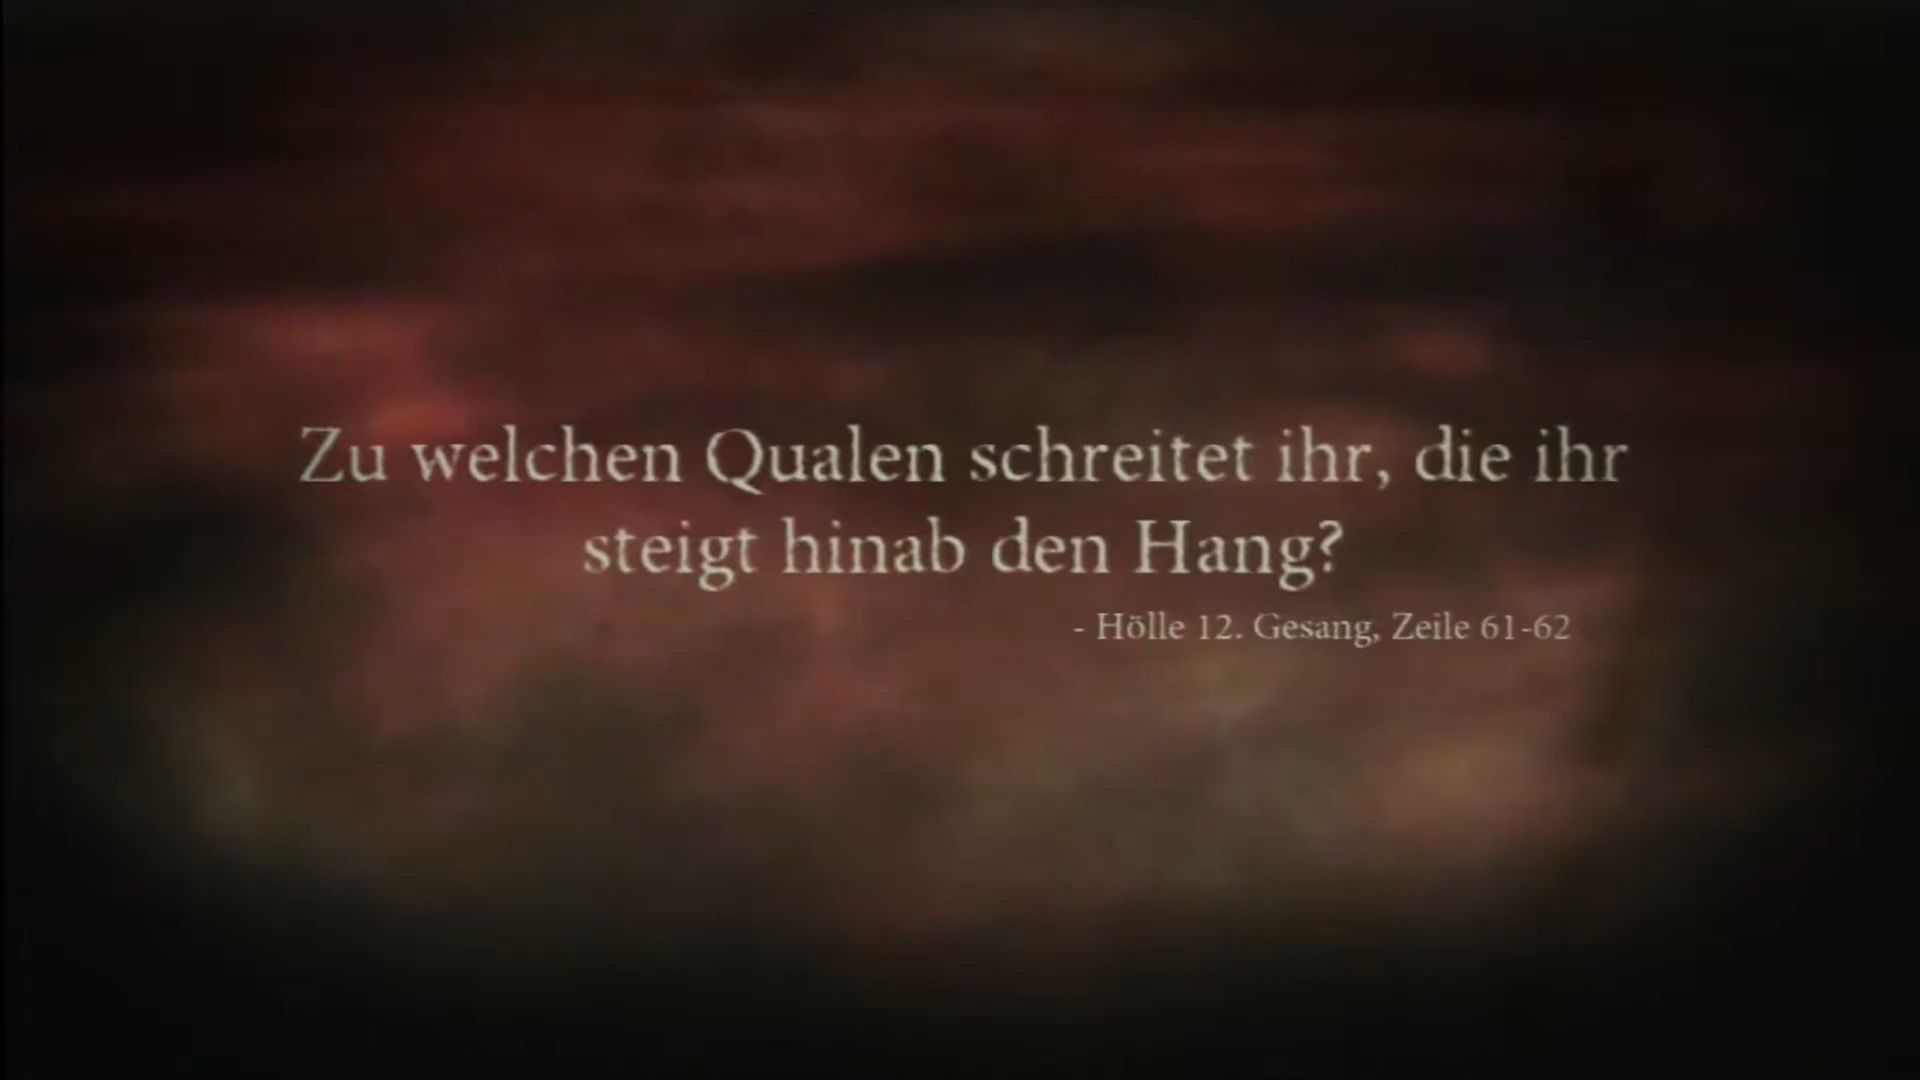 Zu welchen Qualen schreitet ihr, die ihr
steigt hinab den Hang?
- Hölle 12. Gesang, Zeile 61-62